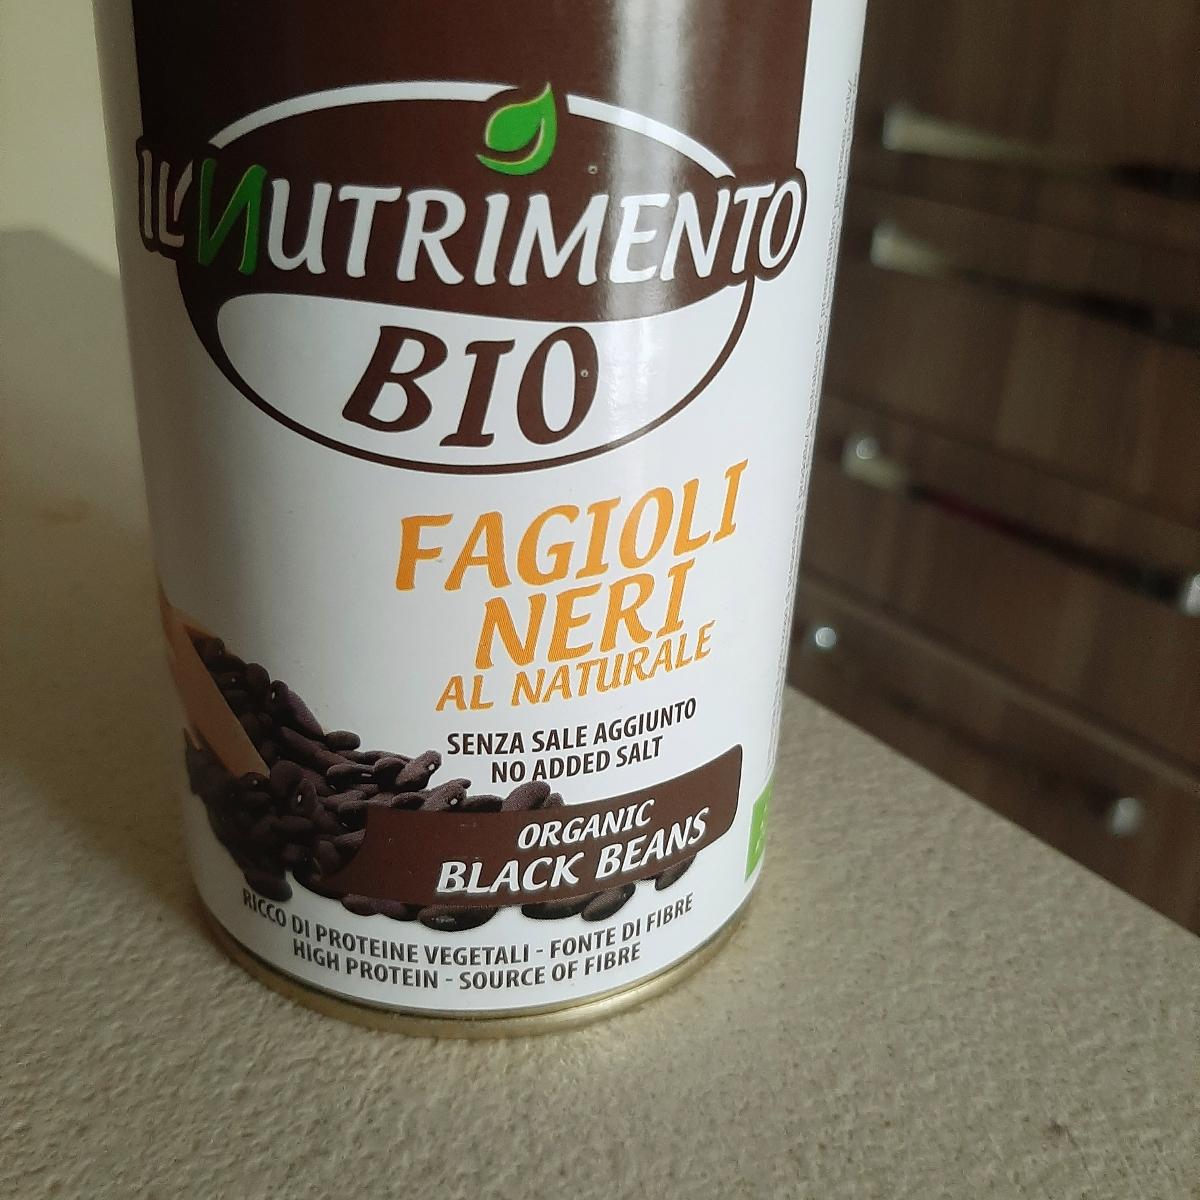 IL NUTRIMENTO
BIO
FAGIOLI
NERI
AL NATURALE
SENZA SALE AGGIUNTO
NO ADDED SALT
ORGANIC
BLACK BEANS
RICCO DI PROTEINE VEGETALI - FONTE DI FIBRE
HIGH PROTEIN - SOURCE OF FIBRE